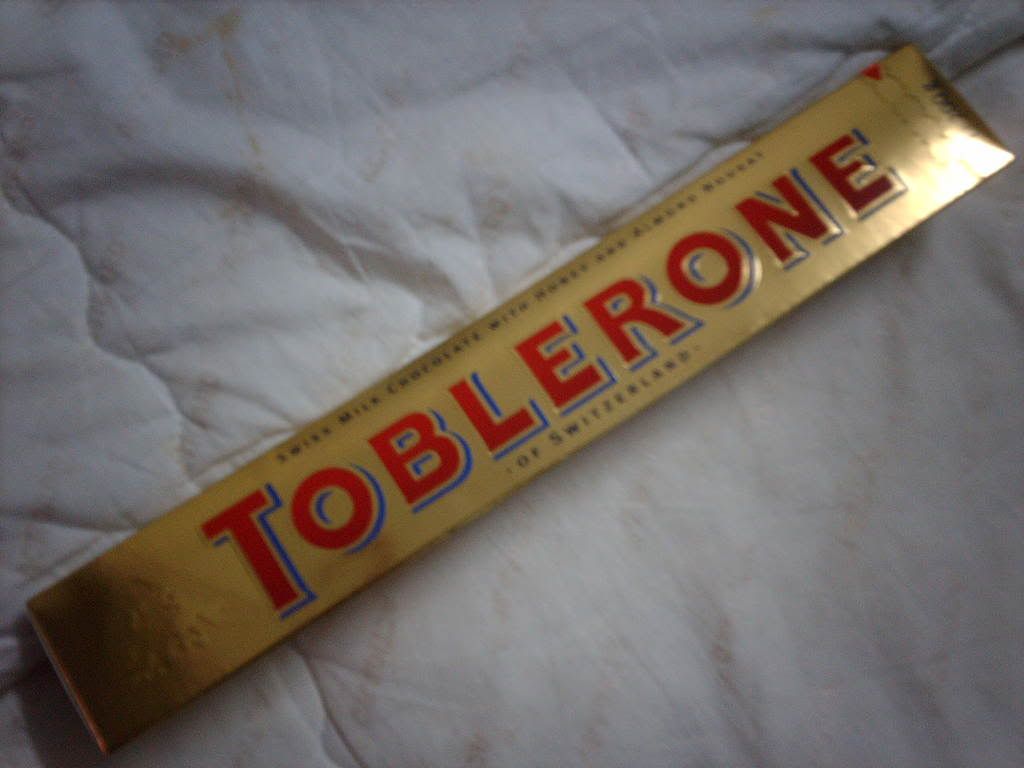 Swiss Milk Chocolate with Honey and Almond Nougat
TOBLERONE
·of Switzerland·